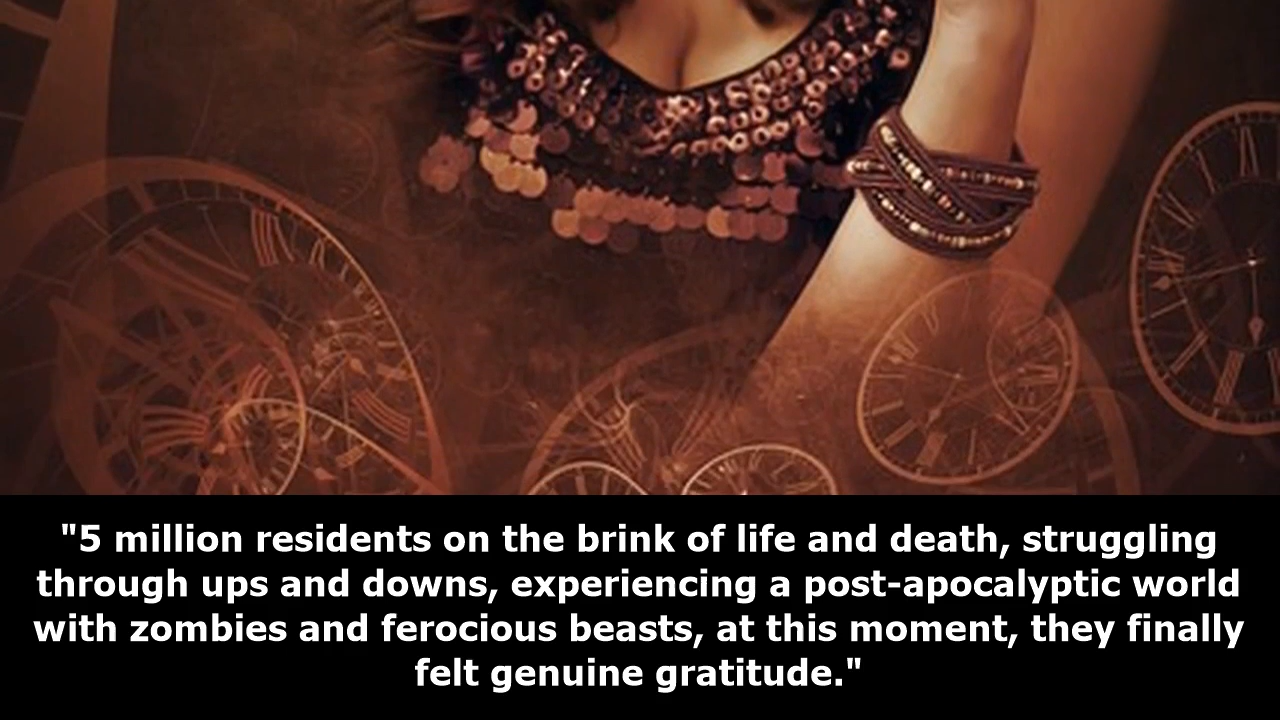 "5 million residents on the brink of life and death, struggling
through ups and downs, experiencing a post-apocalyptic world
with zombies and ferocious beasts, at this moment, they finally
felt genuine gratitude."